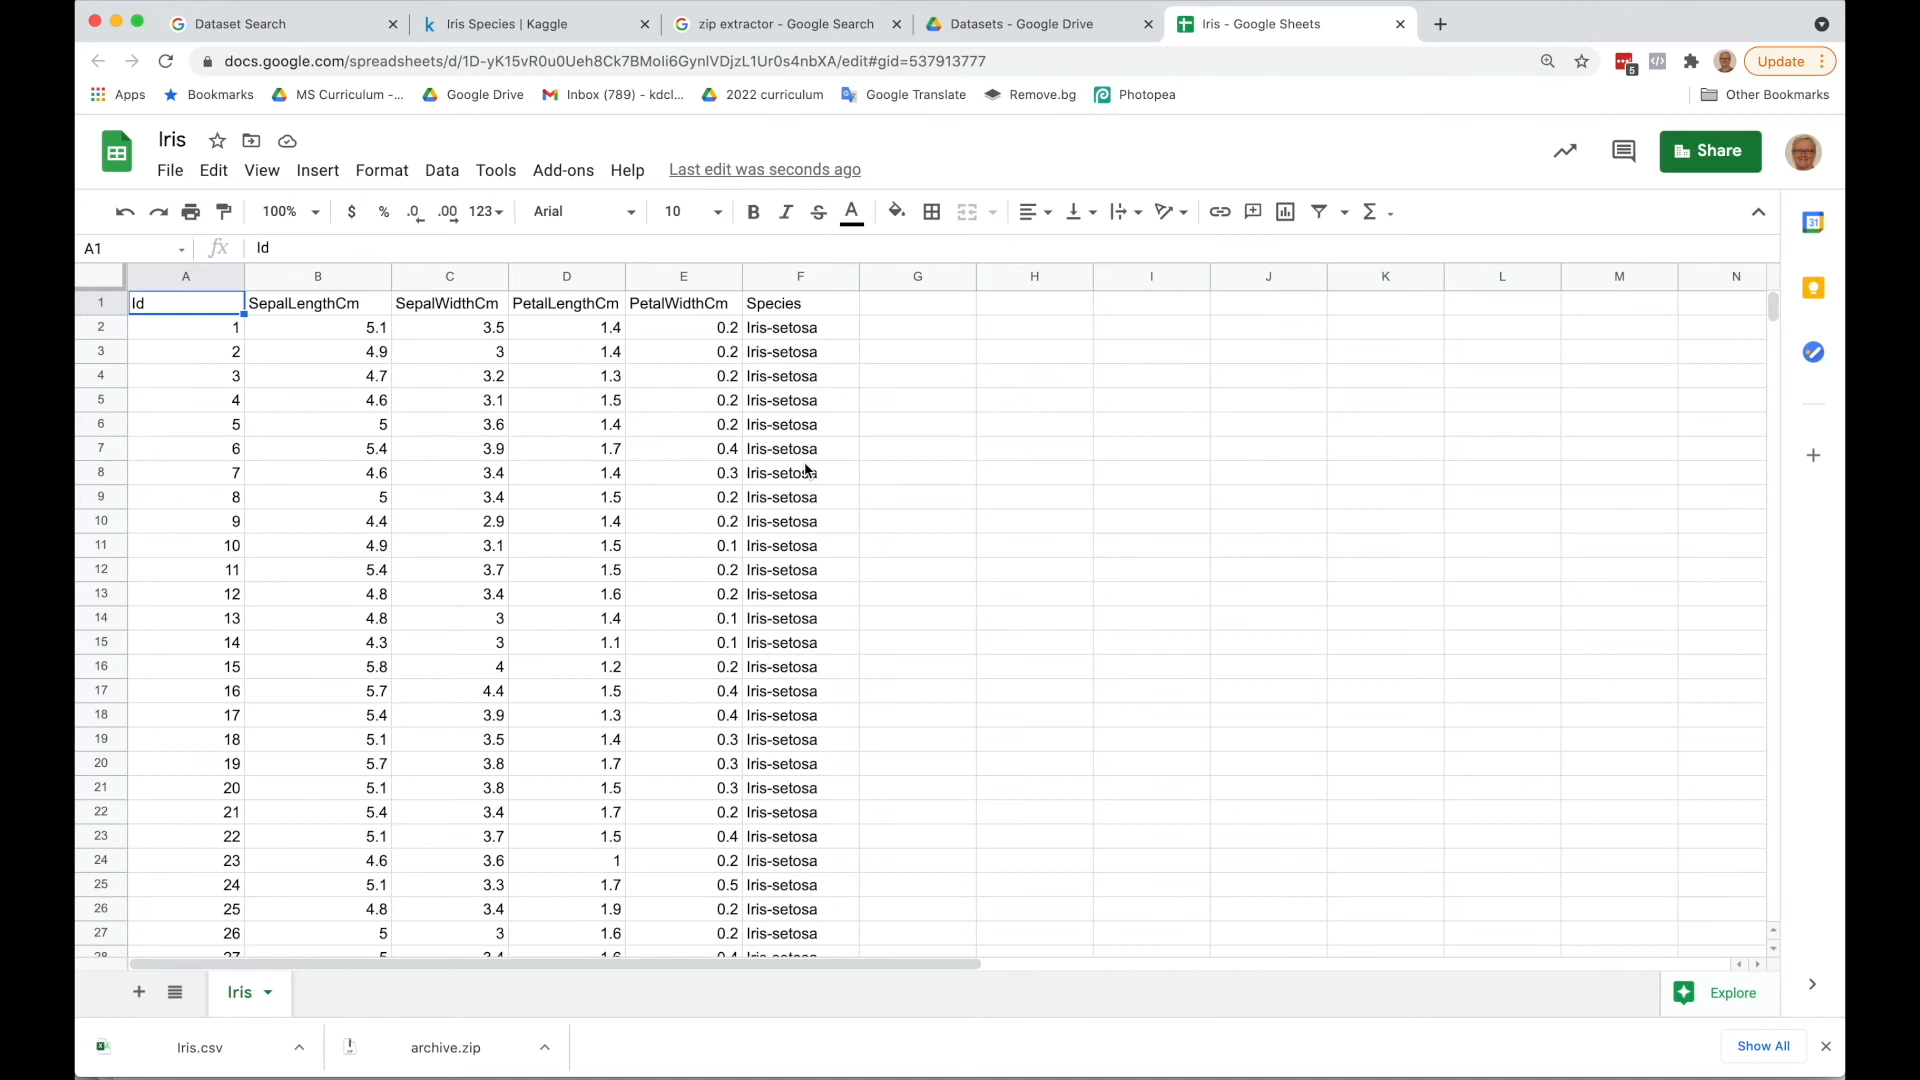 Dataset Search
Iris Species | Kaggle
zip extractor - Google Search
Datasets - Google Drive
Iris - Google Sheets
docs.google.com/spreadsheets/d/1D-yK15vR0u0Ueh8Ck7BMoli6GynlVDjzL1Ur0s4nbXA/edit#gid=537913777
5
Update
Apps
Bookmarks
MS Curriculum -...
Google Drive
Inbox (789) - kdcl...
2022 curriculum
Google Translate
Remove.bg
Photopea
Other Bookmarks
Iris
File Edit View Insert Format Data Tools Add-ons Help
Last edit was seconds ago
Share
100% $ % .0 .00 123 Arial 10 B I S A Σ
31
A1 fx Id
A B C D E F G H I J K L M N
1 Id SepalLengthCm SepalWidthCm PetalLengthCm PetalWidthCm Species
2 1 5.1 3.5 1.4 0.2 Iris-setosa
3 2 4.9 3 1.4 0.2 Iris-setosa
4 3 4.7 3.2 1.3 0.2 Iris-setosa
5 4 4.6 3.1 1.5 0.2 Iris-setosa
6 5 5 3.6 1.4 0.2 Iris-setosa
7 6 5.4 3.9 1.7 0.4 Iris-setosa
8 7 4.6 3.4 1.4 0.3 Iris-setosa
9 8 5 3.4 1.5 0.2 Iris-setosa
10 9 4.4 2.9 1.4 0.2 Iris-setosa
11 10 4.9 3.1 1.5 0.1 Iris-setosa
12 11 5.4 3.7 1.5 0.2 Iris-setosa
13 12 4.8 3.4 1.6 0.2 Iris-setosa
14 13 4.8 3 1.4 0.1 Iris-setosa
15 14 4.3 3 1.1 0.1 Iris-setosa
16 15 5.8 4 1.2 0.2 Iris-setosa
17 16 5.7 4.4 1.5 0.4 Iris-setosa
18 17 5.4 3.9 1.3 0.4 Iris-setosa
19 18 5.1 3.5 1.4 0.3 Iris-setosa
20 19 5.7 3.8 1.7 0.3 Iris-setosa
21 20 5.1 3.8 1.5 0.3 Iris-setosa
22 21 5.4 3.4 1.7 0.2 Iris-setosa
23 22 5.1 3.7 1.5 0.4 Iris-setosa
24 23 4.6 3.6 1 0.2 Iris-setosa
25 24 5.1 3.3 1.7 0.5 Iris-setosa
26 25 4.8 3.4 1.9 0.2 Iris-setosa
27 26 5 3 1.6 0.2 Iris-setosa
28 27 5 3.4 1.6 0.4 Iris-setosa
Iris
Explore
Iris.csv
archive.zip
Show All